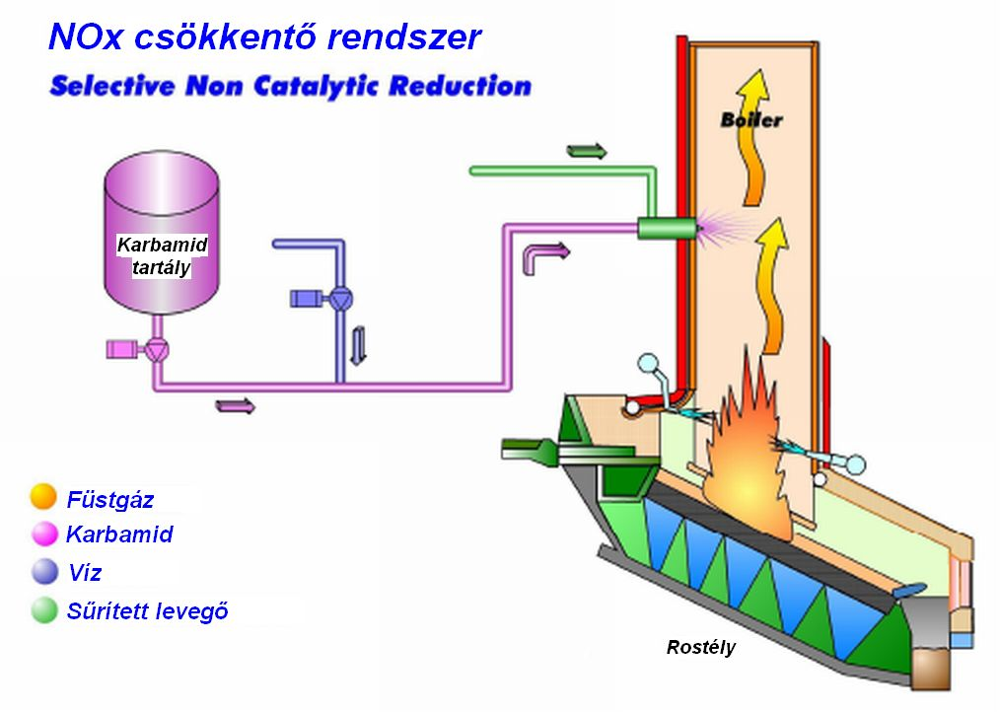 NOx csökkentő rendszer
Selective Non Catalytic Reduction
Boiler
Karbamid
tartály
Füstgáz
Karbamid
Víz
Sűrített levegő
Rostély